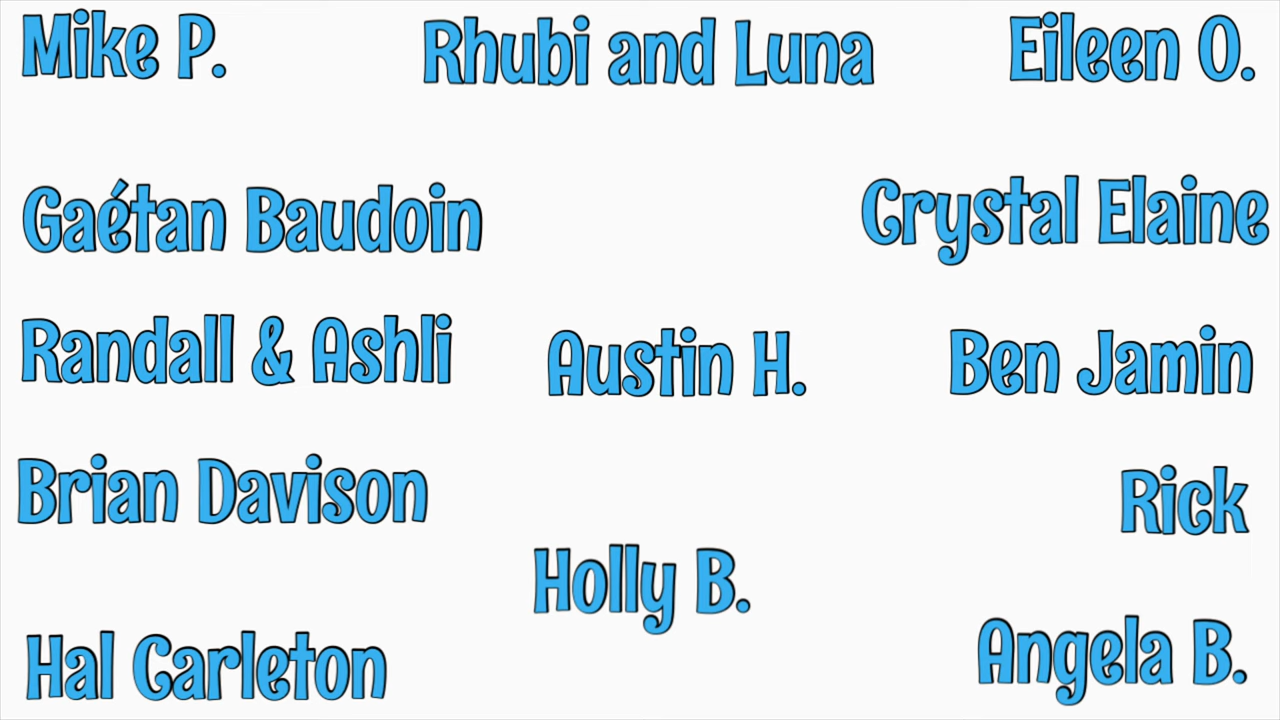 Mike P.
Rhubi and Luna
Eileen O.
Gaétan Baudoin
Crystal Elaine
Randall & Ashli
Austin H.
Ben Jamin
Brian Davison
Rick
Holly B.
Hal Carleton
Angela B.